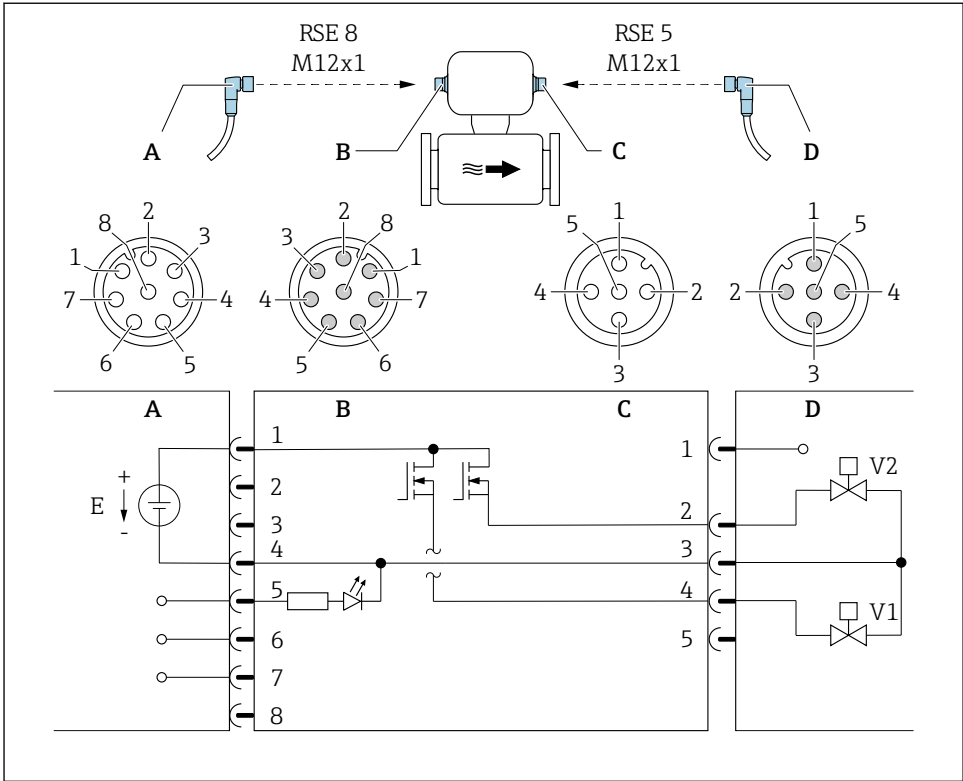 RSE 8 RSE 5
M12x1 M12x1
A B C D
8 2 3 2 8 5 1 1 5
1 3 1
7 4 4 7 4 2 2 4
6 5 5 6 3 3
A B C D
1 1
+ 2 V2
E 3 2
- 4 3
5 4
6 V1
7 5
8